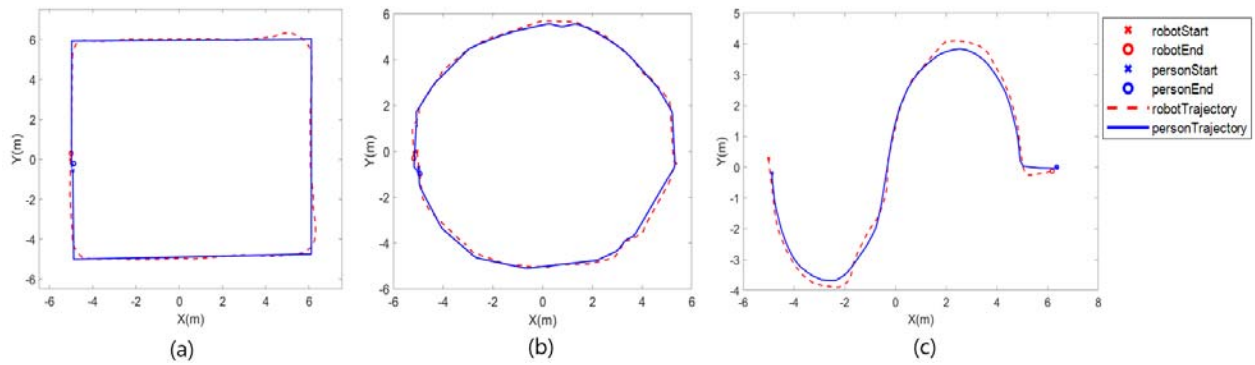 6
4
2
0
-2
-4
-6
Y(m)
-6 -4 -2 0 2 4 6
X(m)
(a)
6
4
2
0
-2
-4
-6
Y(m)
-6 -4 -2 0 2 4 6
X(m)
(b)
5
4
3
2
1
0
-1
-2
-3
-4
Y(m)
-6 -4 -2 0 2 4 6 8
X(m)
(c)
robotStart
robotEnd
personStart
personEnd
robotTrajectory
personTrajectory